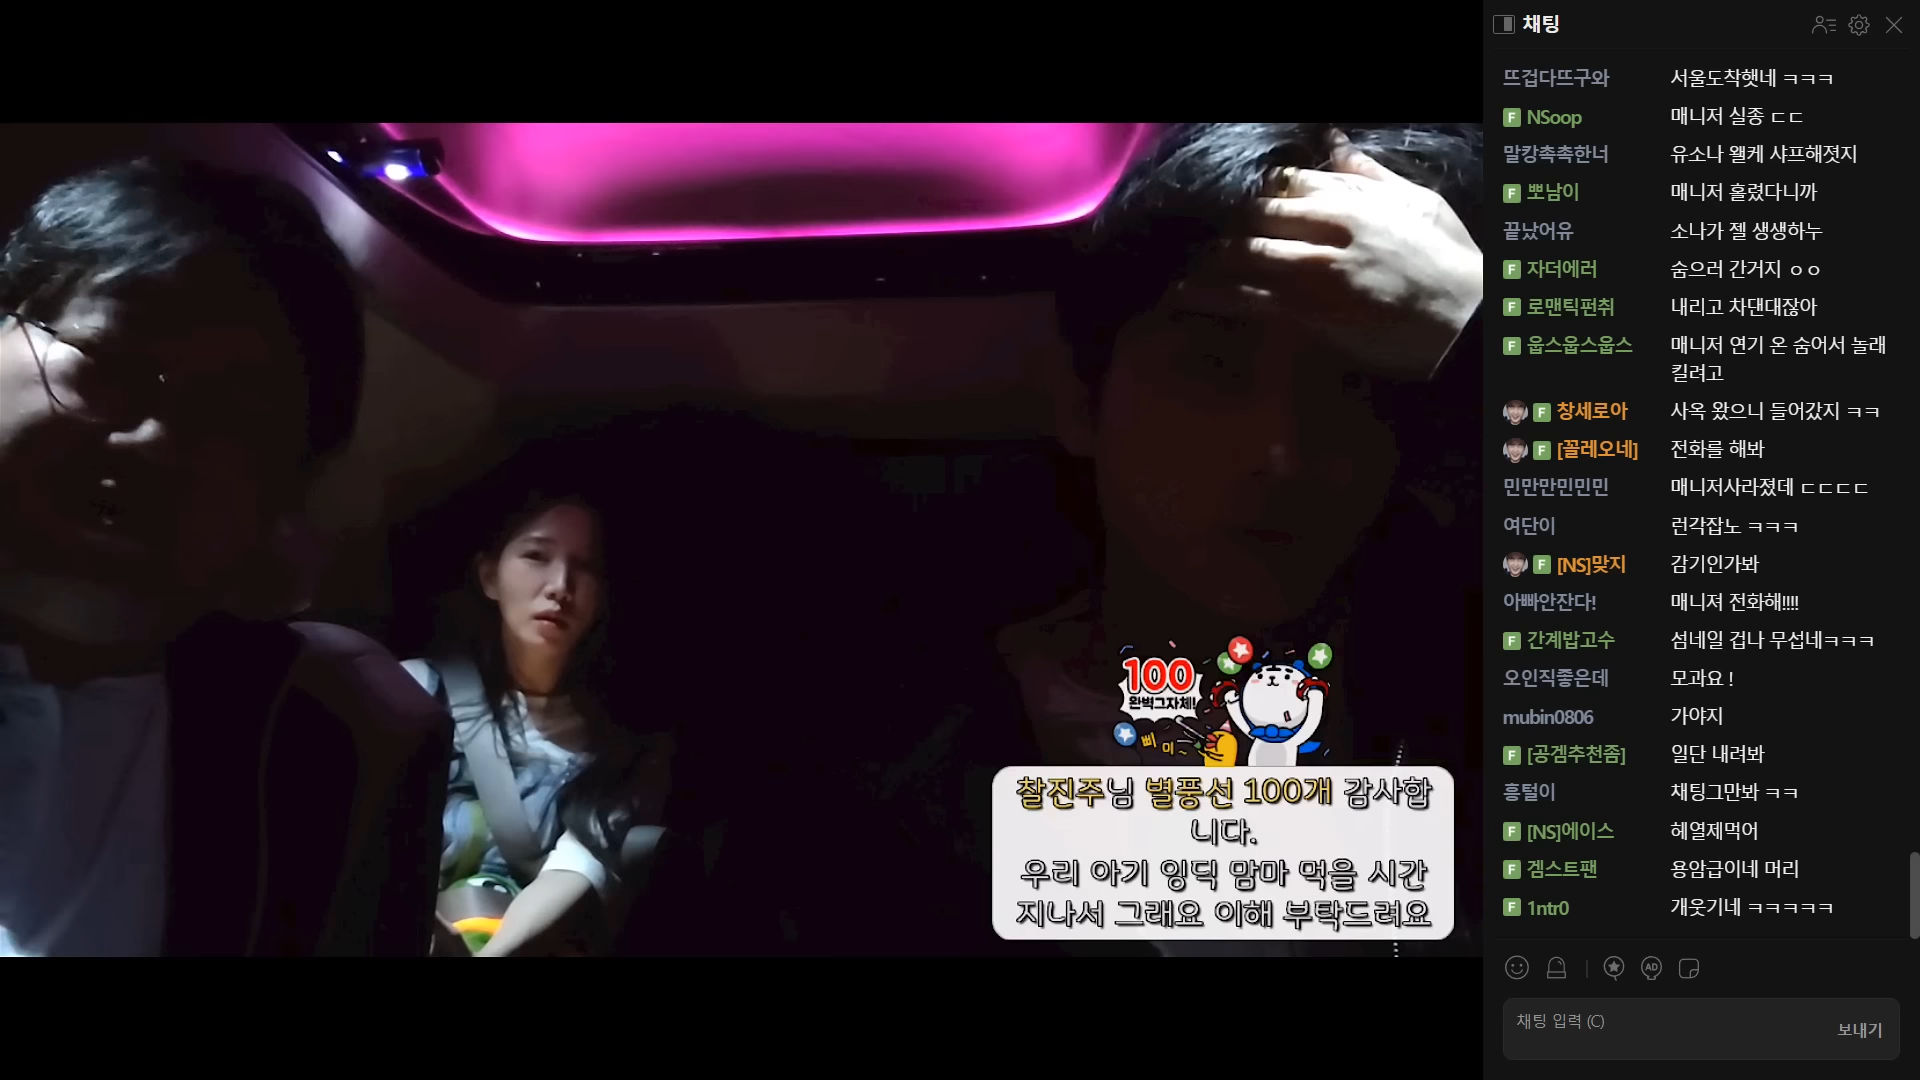 채팅
뜨겁다뜨구와 서울도착햇네 ㅋㅋㅋ
F NSoop 매니저 실종 ㄷㄷ
말캉촉촉한너 유소나 웰케 샤프해졋지
F 뽀남이 매니저 홀렸다니까
끝났어유 소나가 젤 생생하누
F 자더에러 숨으러 간거지 ㅇㅇ
F 로맨틱펀취 내리고 차댄대잖아
F 웁스웁스웁스 매니저 연기 온 숨어서 놀래
킬려고
F 창세로아 사옥 왔으니 들어갔지 ㅋㅋ
F [꼴레오네] 전화를 해봐
민만만민민민 매니저사라졌데 ㄷㄷㄷㄷ
여단이 런각잡노 ㅋㅋㅋ
F [NS]맞지 감기인가봐
아빠안잔다! 매니져 전화해!!!!
F 간계밥고수 섬네일 겁나 무섭네ㅋㅋㅋ
오인직좋은데 모과요 !
mubin0806 가야지
F [공겜추천좀] 일단 내려봐
흥털이 채팅그만봐 ㅋㅋ
F [NS]에이스 헤열제먹어
F 겜스트팬 용암급이네 머리
F 1ntr0 개웃기네 ㅋㅋㅋㅋㅋ
AD
채팅 입력 (C)
보내기
100
완벽그자체!
삐 이~
찰진주님 별풍선 100개 감사합
니다.
우리 아기 잉딕 맘마 먹을 시간
지나서 그래요 이해 부탁드려요